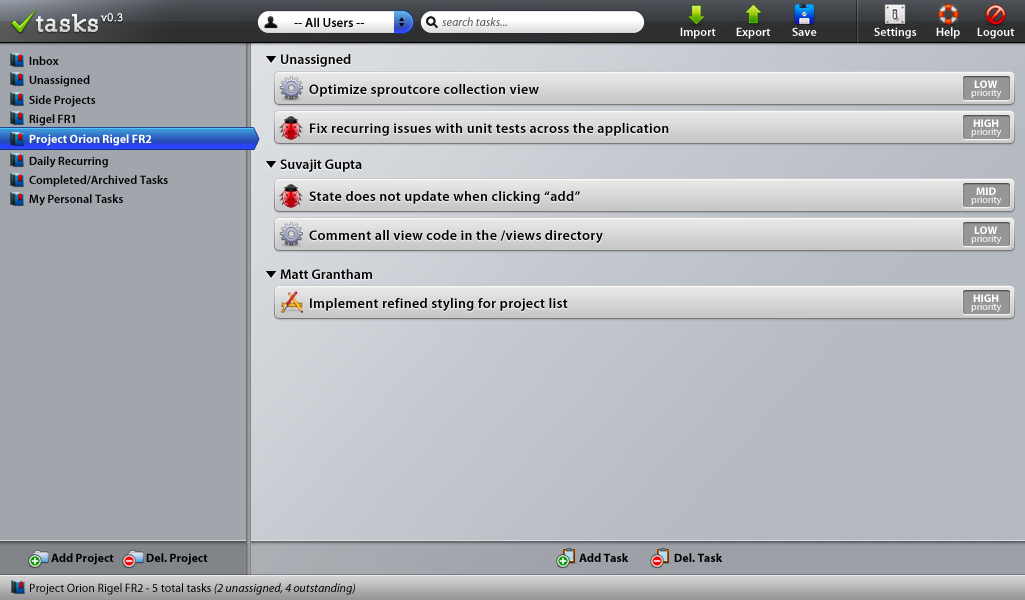 tasks v0.3
-- All Users --
search tasks...
Import
Export
Save
Settings
Help
Logout
Inbox
Unassigned
Side Projects
Rigel FR1
Project Orion Rigel FR2
Daily Recurring
Completed/Archived Tasks
My Personal Tasks
Unassigned
Optimize sproutcore collection view
LOW
priority
Fix recurring issues with unit tests across the application
HIGH
priority
Suvajit Gupta
State does not update when clicking “add”
MID
priority
Comment all view code in the /views directory
LOW
priority
Matt Grantham
Implement refined styling for project list
HIGH
priority
Add Project
Del. Project
Add Task
Del. Task
Project Orion Rigel FR2 - 5 total tasks (2 unassigned, 4 outstanding)